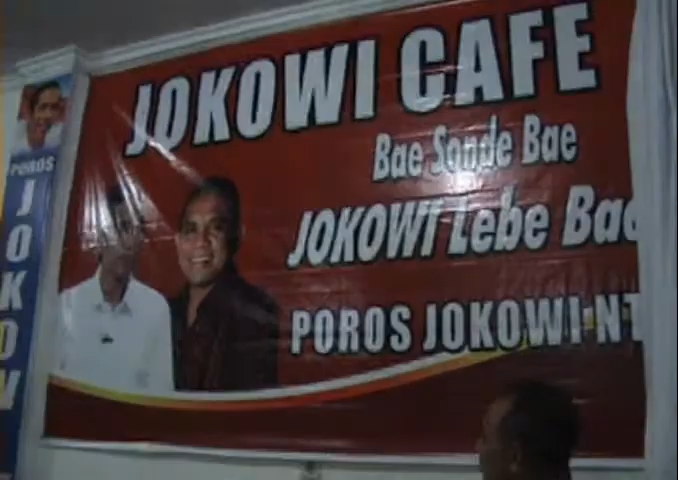 JOKOWI CAFE
Bae Sonde Bae
JOKOWI Lebe Bae
POROS JOKOWI NT
POROS
JOKOW